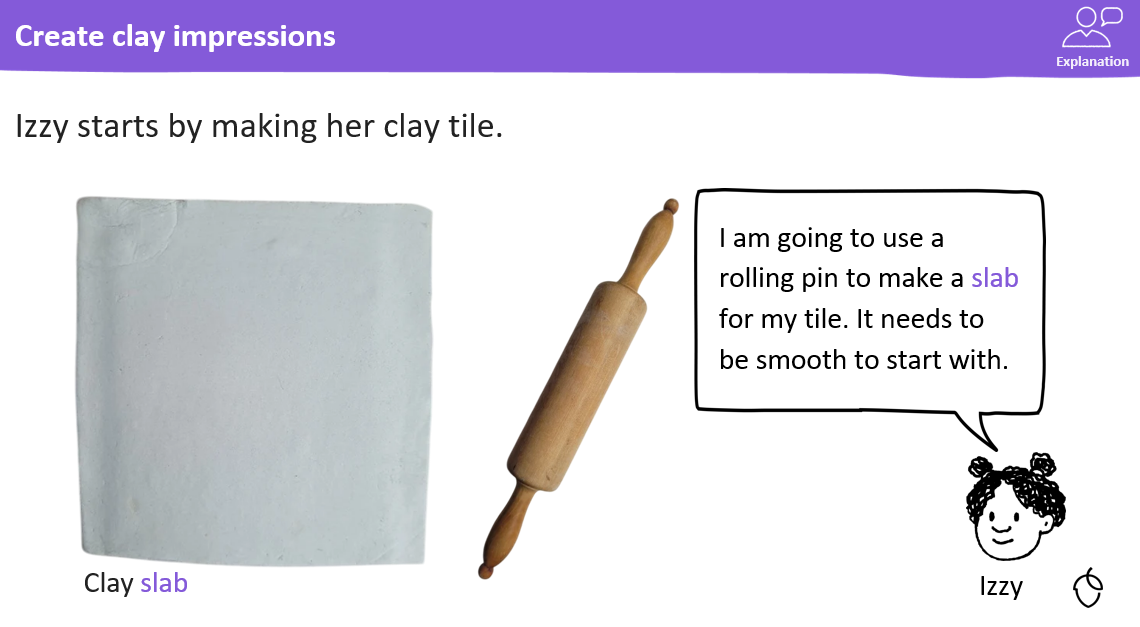 Create clay impressions
Explanation
Izzy starts by making her clay tile.
I am going to use a
rolling pin to make a slab
for my tile. It needs to
be smooth to start with.
Clay slab
Izzy